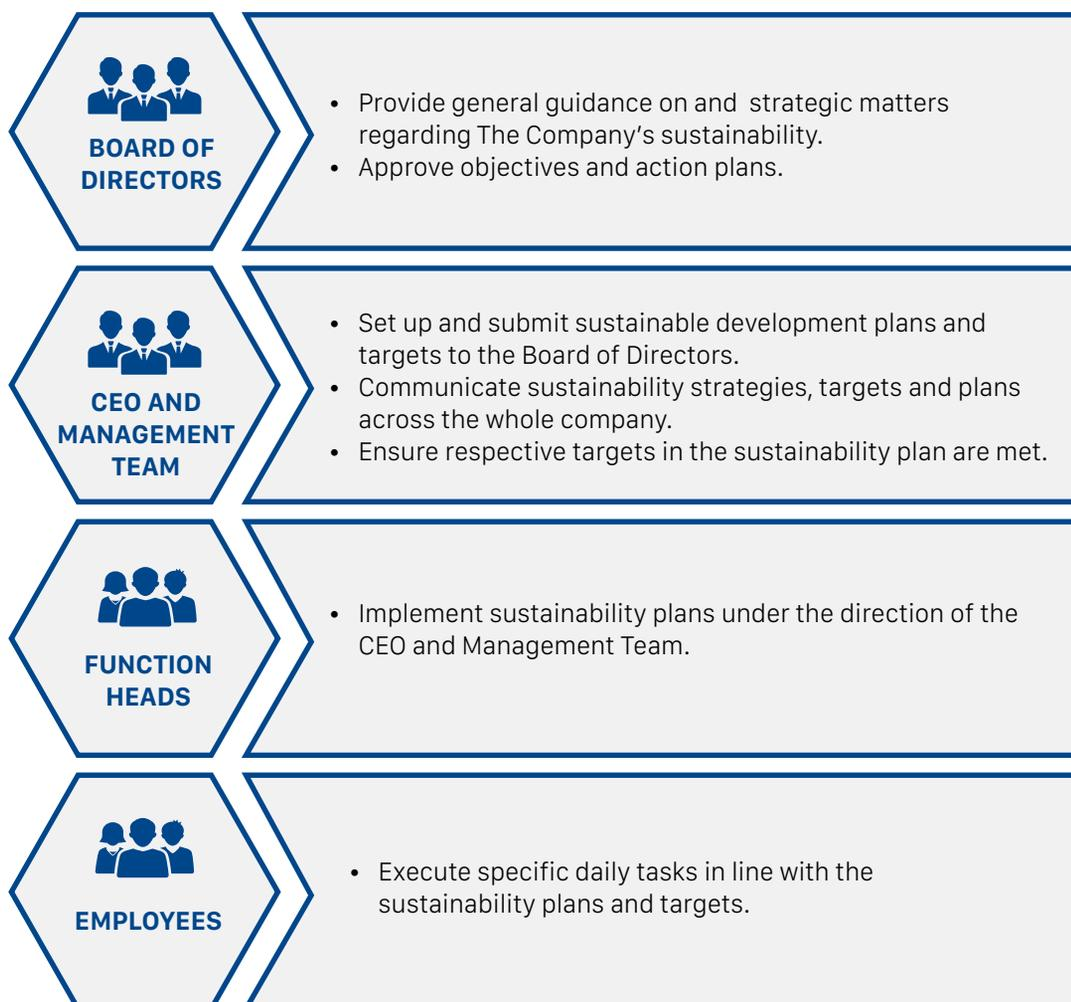 BOARD OF
DIRECTORS
• Provide general guidance on and  strategic matters
regarding The Company’s sustainability.
• Approve objectives and action plans.
CEO AND
MANAGEMENT
TEAM
• Set up and submit sustainable development plans and
targets to the Board of Directors.
• Communicate sustainability strategies, targets and plans
across the whole company.
• Ensure respective targets in the sustainability plan are met.
FUNCTION
HEADS
• Implement sustainability plans under the direction of the
CEO and Management Team.
EMPLOYEES
• Execute specific daily tasks in line with the
sustainability plans and targets.